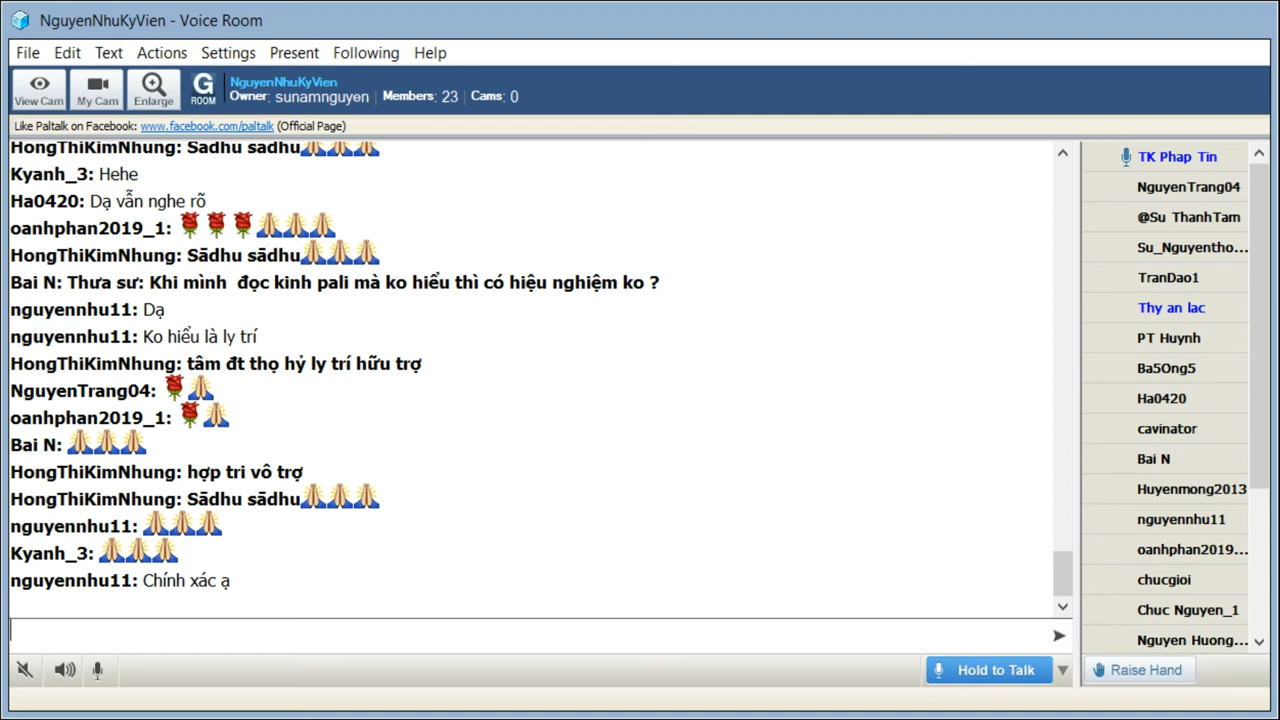 NguyenNhuKyVien - Voice Room
File Edit Text Actions Settings Present Following Help
View Cam
My Cam
Enlarge
G ROOM
NguyenNhuKyVien
Owner: sunamnguyen | Members: 23 | Cams: 0
Like Paltalk on Facebook: www.facebook.com/paltalk (Official Page)
HongThiKimNhung: Sādhu sādhu
Kyanh_3: Hehe
Ha0420: Dạ vẫn nghe rõ
oanhphan2019_1:
HongThiKimNhung: Sādhu sādhu
Bai N: Thưa sư: Khi mình đọc kinh pali mà ko hiểu thì có hiệu nghiệm ko ?
nguyennhu11: Dạ
nguyennhu11: Ko hiểu là ly trí
HongThiKimNhung: tâm đt thọ hỷ ly trí hữu trợ
NguyenTrang04:
oanhphan2019_1:
Bai N:
HongThiKimNhung: hợp tri vô trợ
HongThiKimNhung: Sādhu sādhu
nguyennhu11:
Kyanh_3:
nguyennhu11: Chính xác ạ
Hold to Talk
TK Phap Tin
NguyenTrang04
@Su ThanhTam
Su_Nguyentho...
TranDao1
Thy an lac
PT Huynh
Ba5Ong5
Ha0420
cavinator
Bai N
Huyenmong2013
nguyennhu11
oanhphan2019...
chucgioi
Chuc Nguyen_1
Nguyen Huong...
Raise Hand